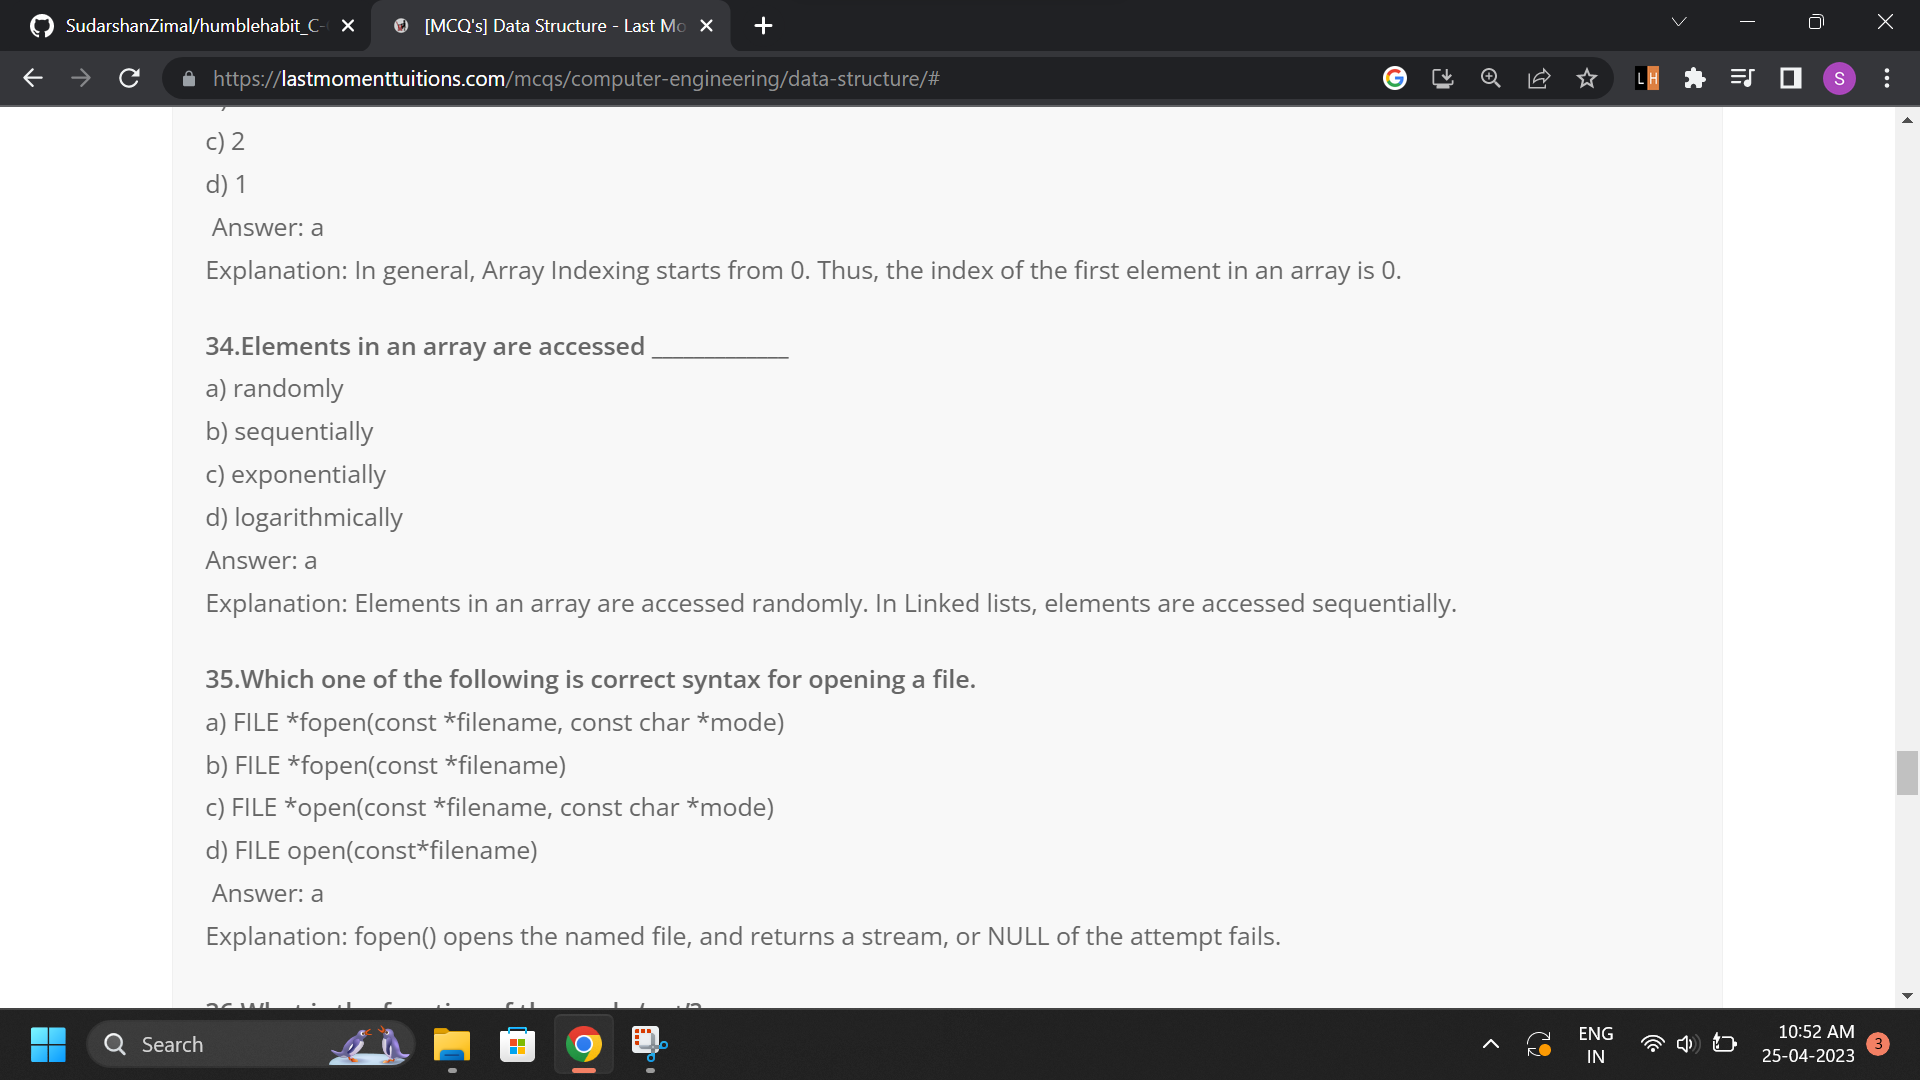 SudarshanZimal/humblehabit_C-
[MCQ's] Data Structure - Last Mo
https://lastmomenttuitions.com/mcqs/computer-engineering/data-structure/#
LH
S
c) 2
d) 1
Answer: a
Explanation: In general, Array Indexing starts from 0. Thus, the index of the first element in an array is 0.
34.Elements in an array are accessed _____________
a) randomly
b) sequentially
c) exponentially
d) logarithmically
Answer: a
Explanation: Elements in an array are accessed randomly. In Linked lists, elements are accessed sequentially.
35.Which one of the following is correct syntax for opening a file.
a) FILE *fopen(const *filename, const char *mode)
b) FILE *fopen(const *filename)
c) FILE *open(const *filename, const char *mode)
d) FILE open(const*filename)
Answer: a
Explanation: fopen() opens the named file, and returns a stream, or NULL of the attempt fails.
Search
ENG
IN
10:52 AM
25-04-2023
3